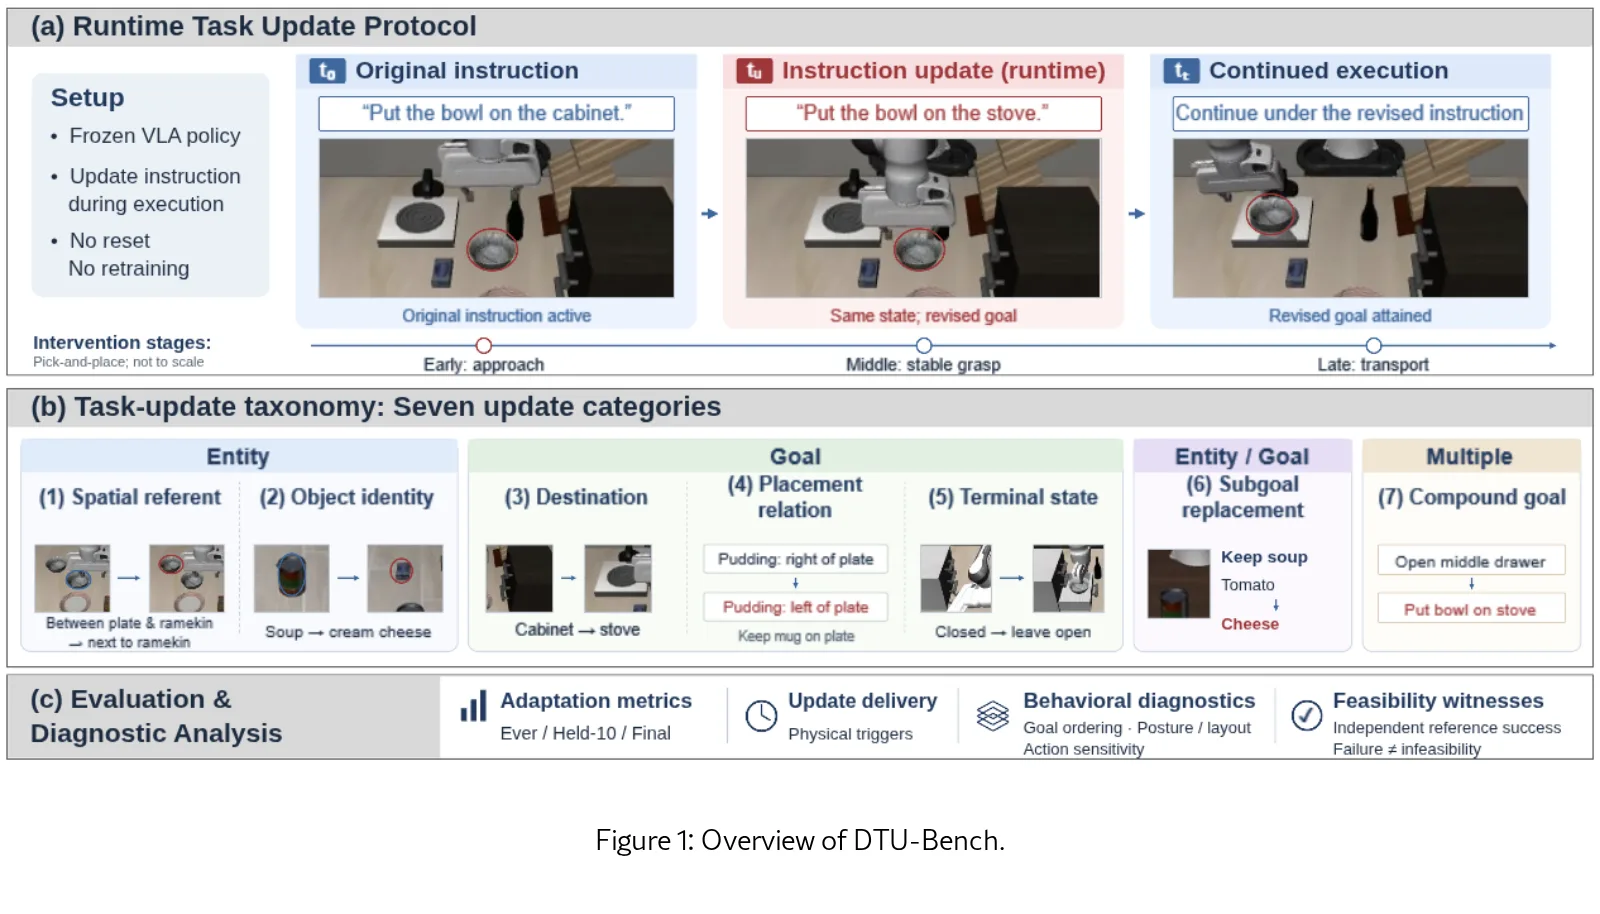 (a) Runtime Task Update Protocol
Setup
• Frozen VLA policy
• Update instruction
during execution
• No reset
No retraining
t₀ Original instruction
“Put the bowl on the cabinet.”
Original instruction active
tᵤ Instruction update (runtime)
“Put the bowl on the stove.”
Same state; revised goal
tₜ Continued execution
Continue under the revised instruction
Revised goal attained
Intervention stages:
Pick-and-place; not to scale
Early: approach
Middle: stable grasp
Late: transport
(b) Task-update taxonomy: Seven update categories
Entity
(1) Spatial referent
Between plate & ramekin
→ next to ramekin
(2) Object identity
Soup → cream cheese
Goal
(3) Destination
Cabinet → stove
(4) Placement
relation
Pudding: right of plate
↓
Pudding: left of plate
Keep mug on plate
(5) Terminal state
Closed → leave open
Entity / Goal
(6) Subgoal
replacement
Keep soup
Tomato
↓
Cheese
Multiple
(7) Compound goal
Open middle drawer
↓
Put bowl on stove
(c) Evaluation &
Diagnostic Analysis
Adaptation metrics
Ever / Held-10 / Final
Update delivery
Physical triggers
Behavioral diagnostics
Goal ordering · Posture / layout
Action sensitivity
Feasibility witnesses
Independent reference success
Failure ≠ infeasibility
Figure 1: Overview of DTU-Bench.